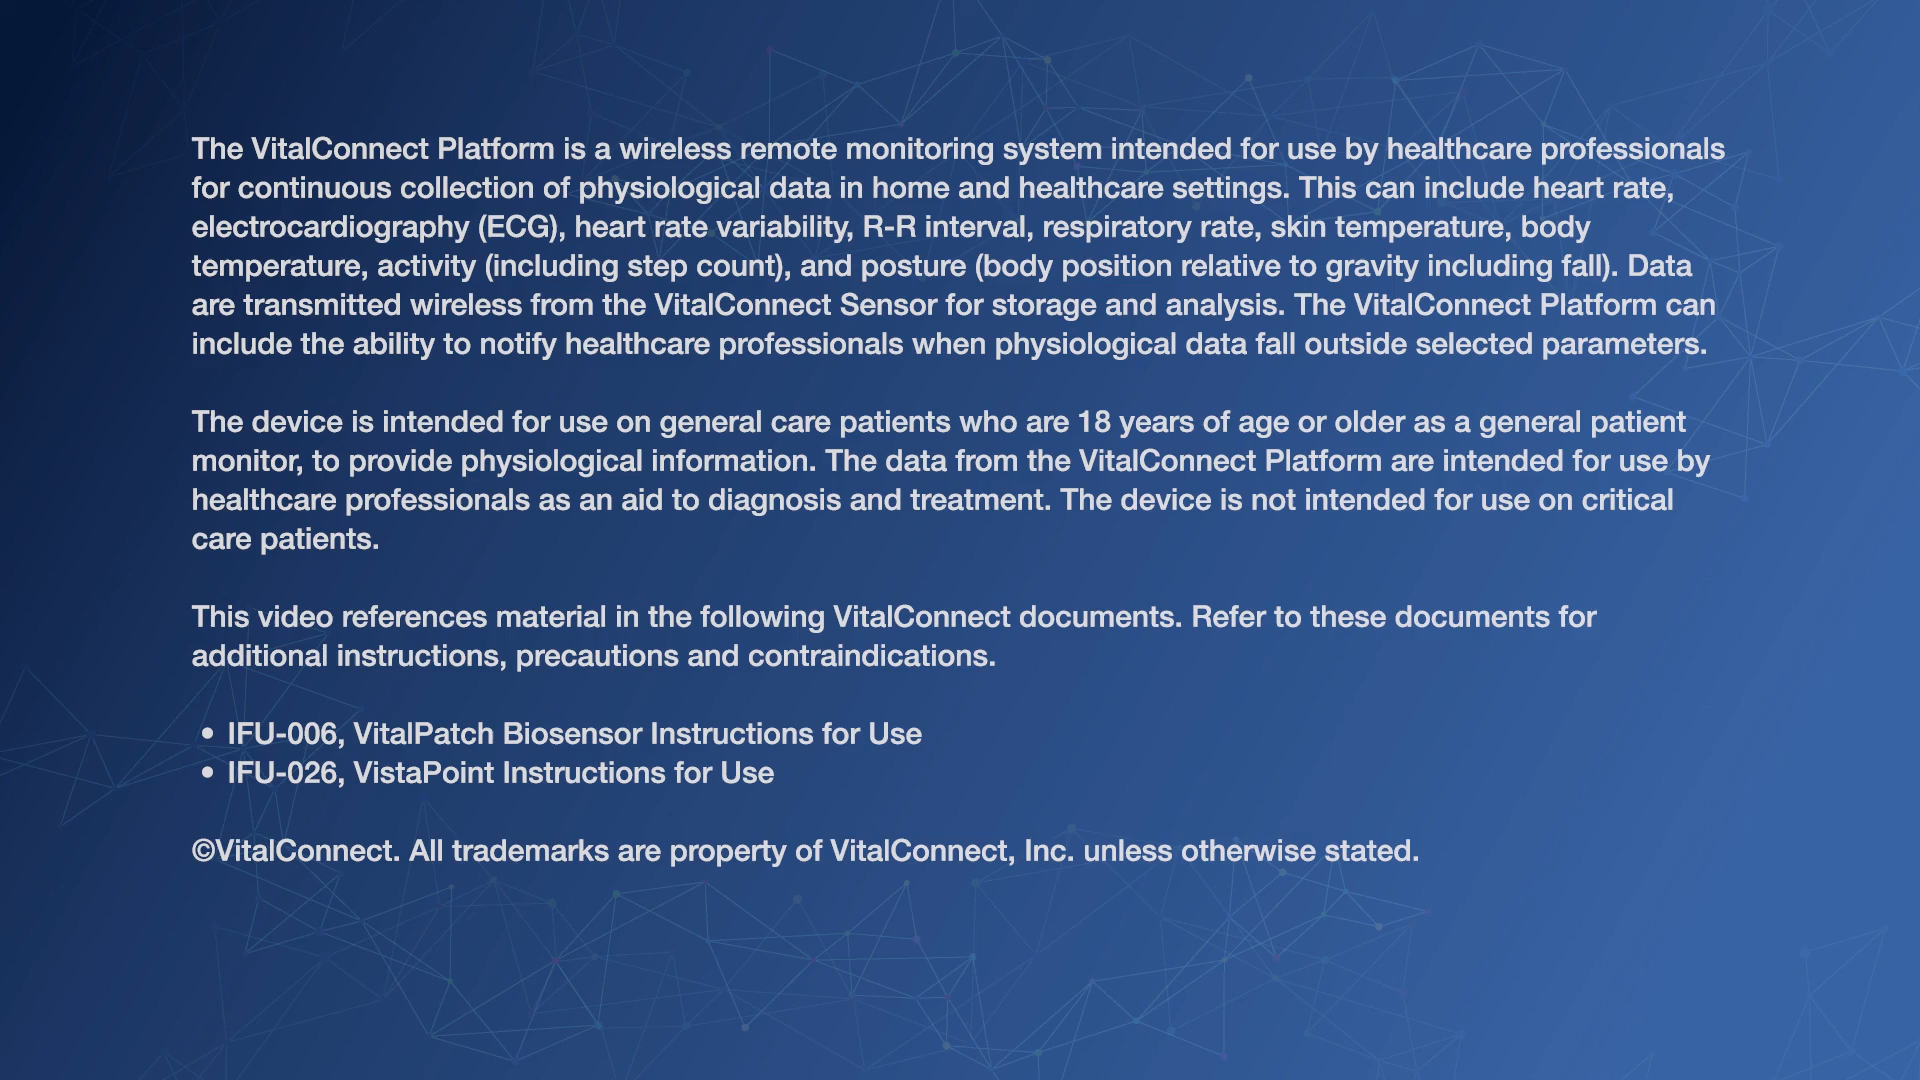 The VitalConnect Platform is a wireless remote monitoring system intended for use by healthcare professionals
for continuous collection of physiological data in home and healthcare settings. This can include heart rate,
electrocardiography (ECG), heart rate variability, R-R interval, respiratory rate, skin temperature, body
temperature, activity (including step count), and posture (body position relative to gravity including fall). Data
are transmitted wireless from the VitalConnect Sensor for storage and analysis. The VitalConnect Platform can
include the ability to notify healthcare professionals when physiological data fall outside selected parameters.
The device is intended for use on general care patients who are 18 years of age or older as a general patient
monitor, to provide physiological information. The data from the VitalConnect Platform are intended for use by
healthcare professionals as an aid to diagnosis and treatment. The device is not intended for use on critical
care patients.
This video references material in the following VitalConnect documents. Refer to these documents for
additional instructions, precautions and contraindications.
• IFU-006, VitalPatch Biosensor Instructions for Use
• IFU-026, VistaPoint Instructions for Use
©VitalConnect. All trademarks are property of VitalConnect, Inc. unless otherwise stated.